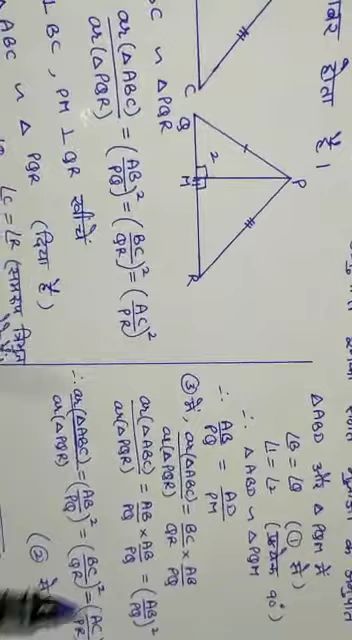 बर होता है।
C
Q
2
M
P
R
BC ~ Δ PQR
ar(ΔABC)/ar(ΔPQR) = (AB/PQ)² = (BC/QR)² = (AC/PR)²
⊥ BC, PM ⊥ QR
Δ ABC ~ Δ PQR (दिया है)
∠C = ∠R
ΔABD और ΔPQM में
∠B = ∠Q (① से)
∠1 = ∠2 (प्रत्येक 90°)
∴ ΔABD ~ ΔPQM
∴ AB/PQ = AD/PM
③ में, ar(ΔABC)/ar(ΔPQR) = BC/QR × AB/PQ
ar(ΔABC)/ar(ΔPQR) = AB/PQ × AB/PQ = (AB/PQ)²
∴ ar(ΔABC)/ar(ΔPQR) = (AB/PQ)² = (BC/QR)² = (AC/PR
(② से